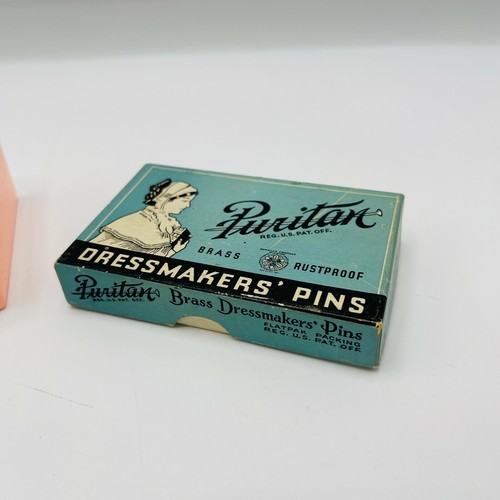 Puritan
REG. U.S. PAT. OFF.
BRASS RUSTPROOF
DRESSMAKERS' PINS
Puritan Brass Dressmakers' Pins
REG. U.S. PAT. OFF. FLATPAK PACKING
REG. U.S. PAT. OFF.